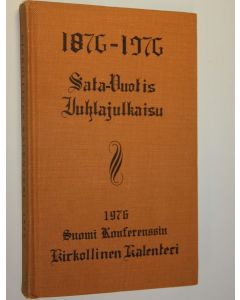 1876-1976
Sata-Vuotis
Juhlajulkaisu
1976
Suomi Konferenssin
Kirkollinen Kalenteri